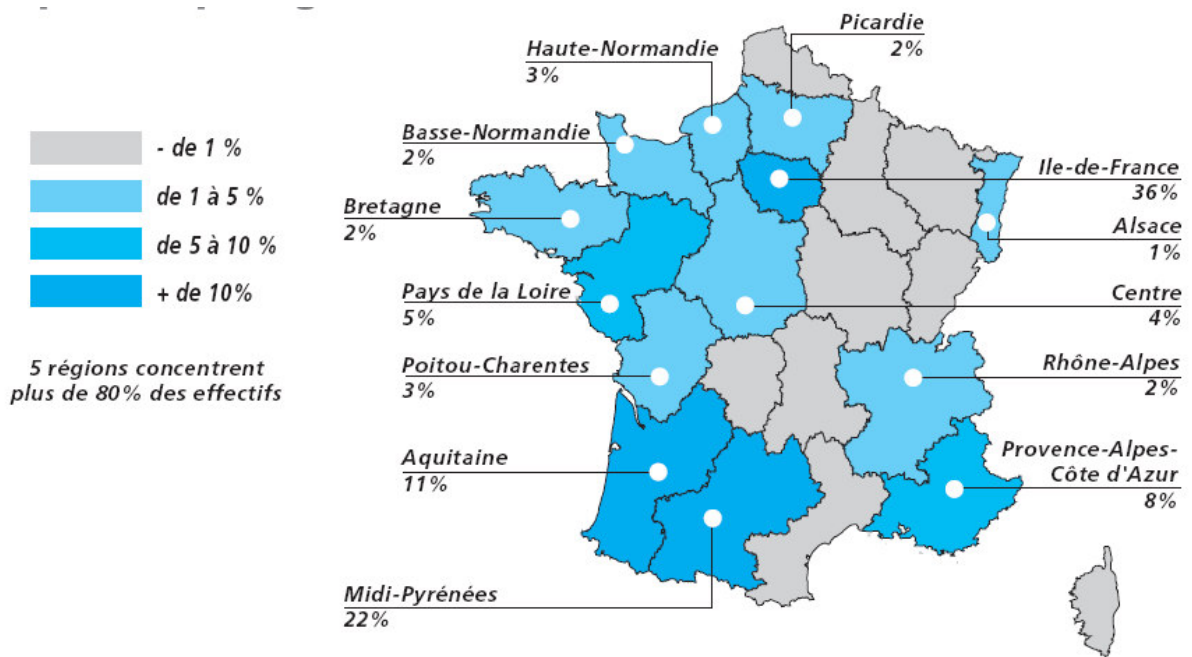 Picardie
2%
Haute-Normandie
3%
Basse-Normandie
2%
Bretagne
2%
Pays de la Loire
5%
Poitou-Charentes
3%
Aquitaine
11%
Midi-Pyrénées
22%
Ile-de-France
36%
Alsace
1%
Centre
4%
Rhône-Alpes
2%
Provence-Alpes-
Côte d'Azur
8%
- de 1 %
de 1 à 5 %
de 5 à 10 %
+ de 10%
5 régions concentrent
plus de 80% des effectifs